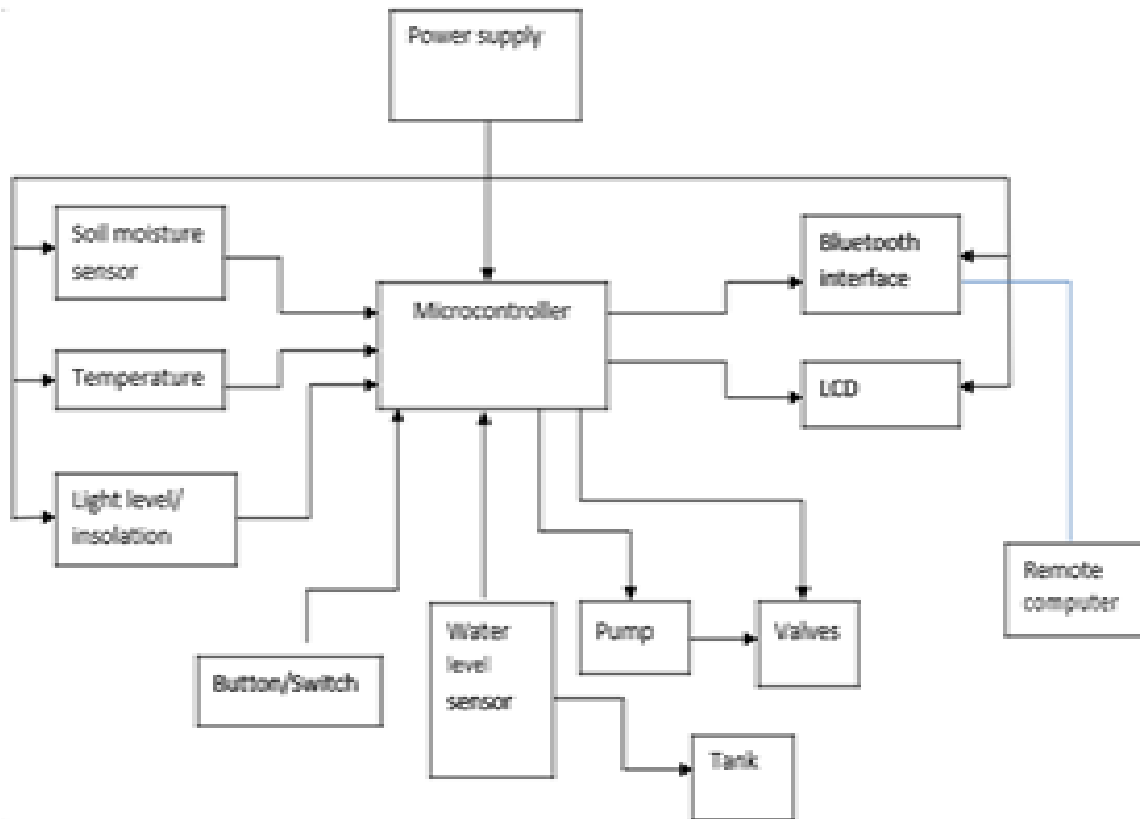 Power supply
Soil moisture
sensor
Bluetooth
interface
Microcontroller
Temperature
LCD
Light level/
insolation
Remote
computer
Pump
Valves
Water
level
sensor
Button/Switch
Tank